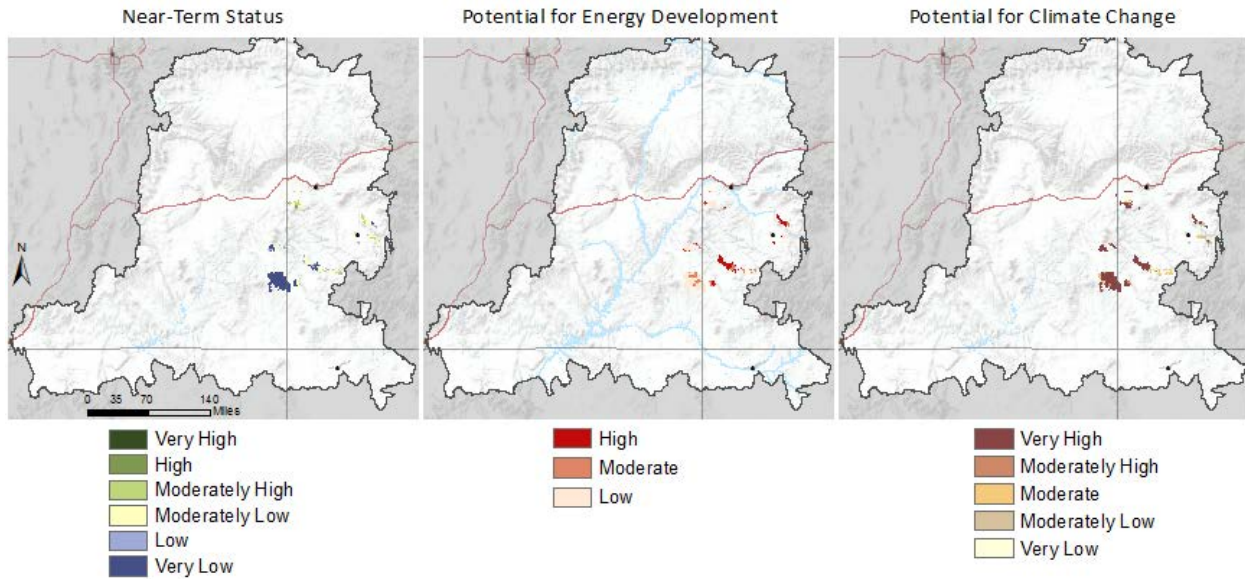 Near-Term Status
Potential for Energy Development
Potential for Climate Change
N
0 35 70 140
Miles
Very High
High
Moderately High
Moderately Low
Low
Very Low
High
Moderate
Low
Very High
Moderately High
Moderate
Moderately Low
Very Low